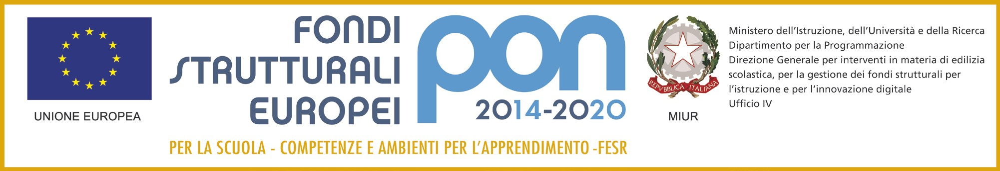 UNIONE EUROPEA
FONDI
STRUTTURALI
EUROPEI
pon
2014-2020
PER LA SCUOLA - COMPETENZE E AMBIENTI PER L'APPRENDIMENTO -FESR
REPVBBLICA ITALIANA
MIUR
Ministero dell'Istruzione, dell'Università e della Ricerca
Dipartimento per la Programmazione
Direzione Generale per interventi in materia di edilizia
scolastica, per la gestione dei fondi strutturali per
l'istruzione e per l'innovazione digitale
Ufficio IV